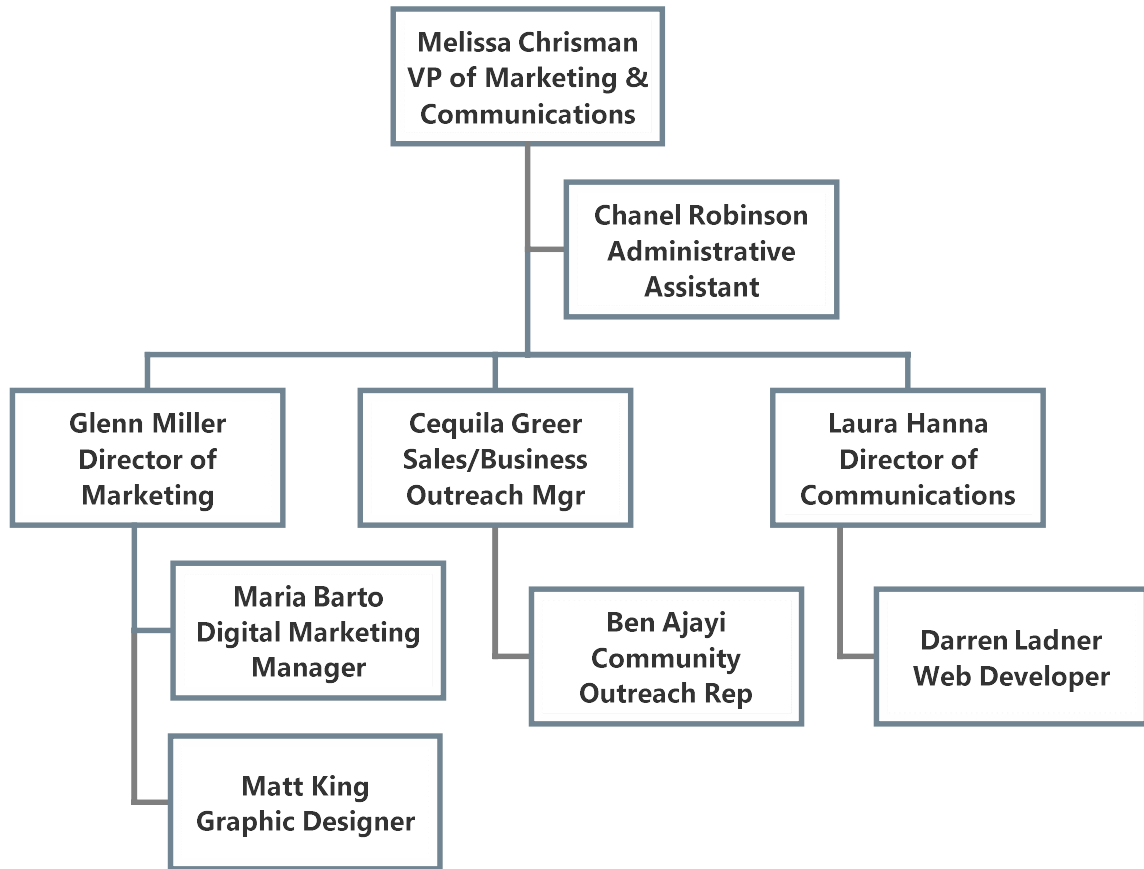 Melissa Chrisman
VP of Marketing &
Communications
Chanel Robinson
Administrative
Assistant
Glenn Miller
Director of
Marketing
Cequila Greer
Sales/Business
Outreach Mgr
Laura Hanna
Director of
Communications
Maria Barto
Digital Marketing
Manager
Ben Ajayi
Community
Outreach Rep
Darren Ladner
Web Developer
Matt King
Graphic Designer